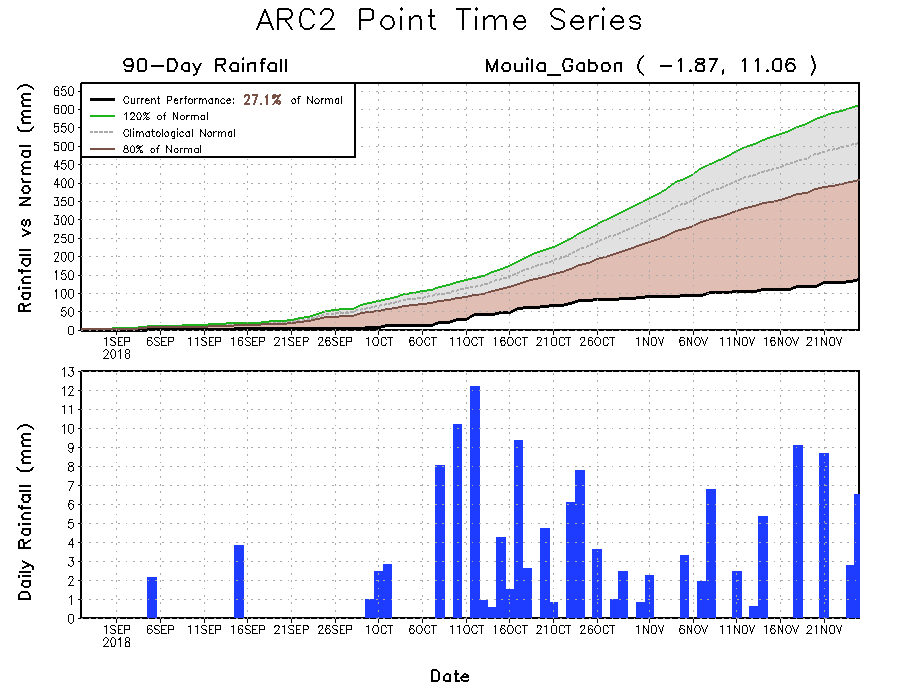 ARC2 Point Time Series
90-Day Rainfall
Mouila_Gabon ( -1.87, 11.06 )
Rainfall vs Normal (mm)
Current Performance: 27.1% of Normal
120% of Normal
Climatological Normal
80% of Normal
650
600
550
500
450
400
350
300
250
200
150
100
50
0
1SEP 6SEP 11SEP 16SEP 21SEP 26SEP 1OCT 6OCT 11OCT 16OCT 21OCT 26OCT 1NOV 6NOV 11NOV 16NOV 21NOV
2018
Daily Rainfall (mm)
13
12
11
10
9
8
7
6
5
4
3
2
1
0
1SEP 6SEP 11SEP 16SEP 21SEP 26SEP 1OCT 6OCT 11OCT 16OCT 21OCT 26OCT 1NOV 6NOV 11NOV 16NOV 21NOV
2018
Date